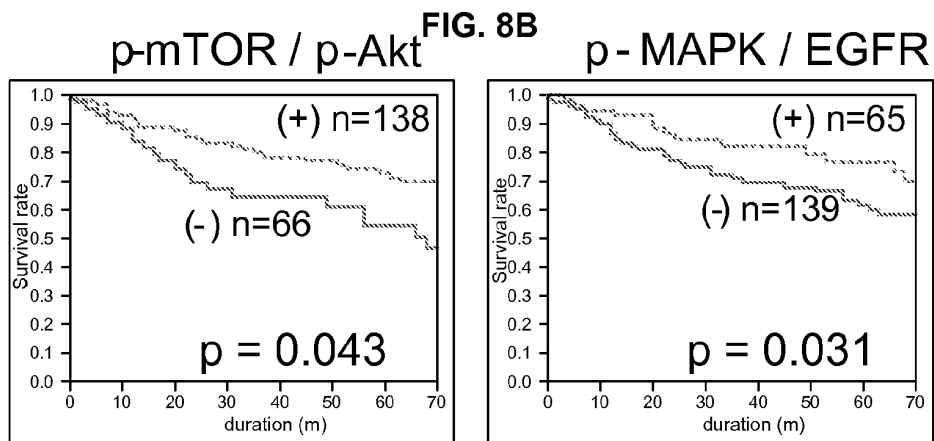 FIG. 8B
p-mTOR / p-Akt
Survival rate
1.0
0.9
0.8
0.7
0.6
0.5
0.4
0.3
0.2
0.1
0.0
(+) n=138
(-) n=66
p = 0.043
0 10 20 30 40 50 60 70
duration (m)
p - MAPK / EGFR
Survival rate
1.0
0.9
0.8
0.7
0.6
0.5
0.4
0.3
0.2
0.1
0.0
(+) n=65
(-) n=139
p = 0.031
0 10 20 30 40 50 60 70
duration (m)